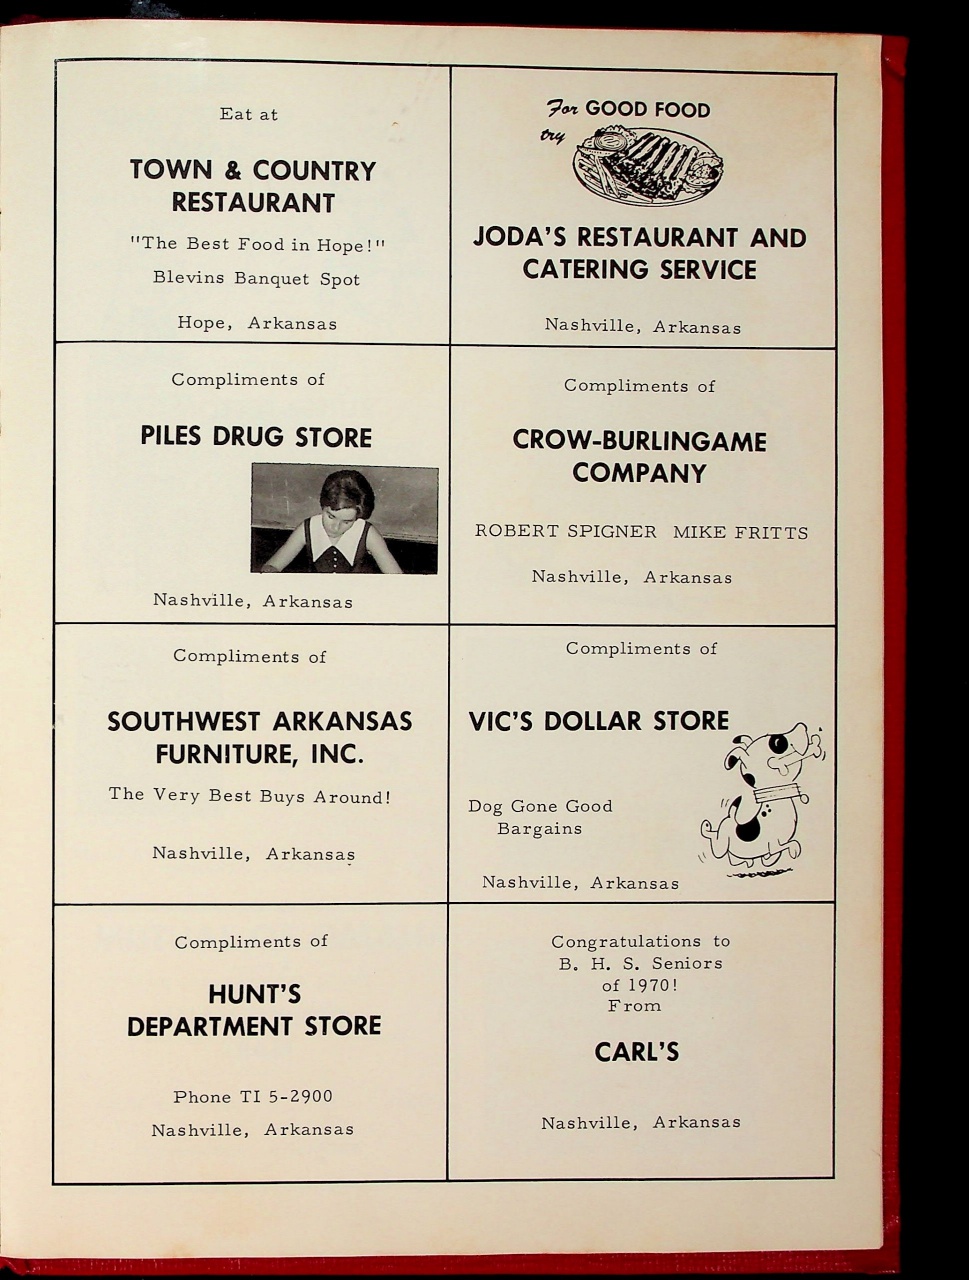 Eat at
TOWN & COUNTRY
RESTAURANT
"The Best Food in Hope!"
Blevins Banquet Spot
Hope, Arkansas
For GOOD FOOD
try
JODA'S RESTAURANT AND
CATERING SERVICE
Nashville, Arkansas
Compliments of
PILES DRUG STORE
Nashville, Arkansas
Compliments of
CROW-BURLINGAME
COMPANY
ROBERT SPIGNER MIKE FRITTS
Nashville, Arkansas
Compliments of
SOUTHWEST ARKANSAS
FURNITURE, INC.
The Very Best Buys Around!
Nashville, Arkansas
Compliments of
VIC'S DOLLAR STORE
Dog Gone Good
Bargains
Nashville, Arkansas
Compliments of
HUNT'S
DEPARTMENT STORE
Phone TI 5-2900
Nashville, Arkansas
Congratulations to
B. H. S. Seniors
of 1970!
From
CARL'S
Nashville, Arkansas